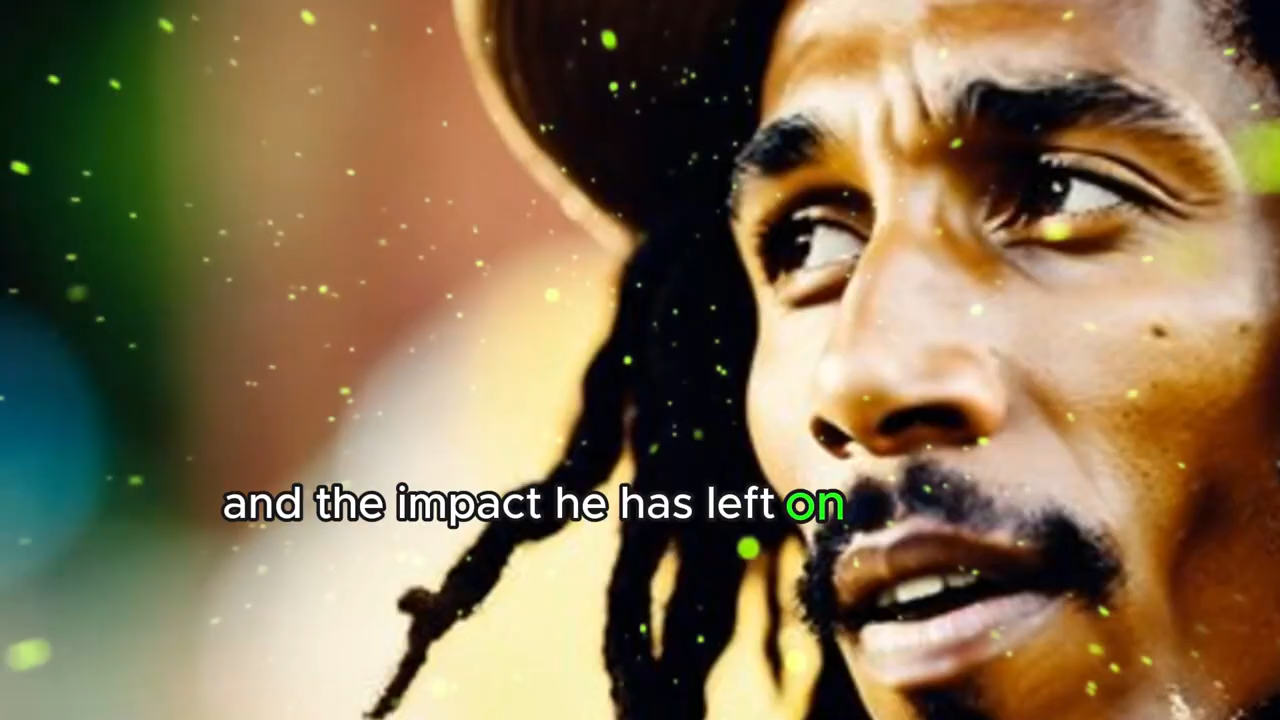 and the impact he has left on